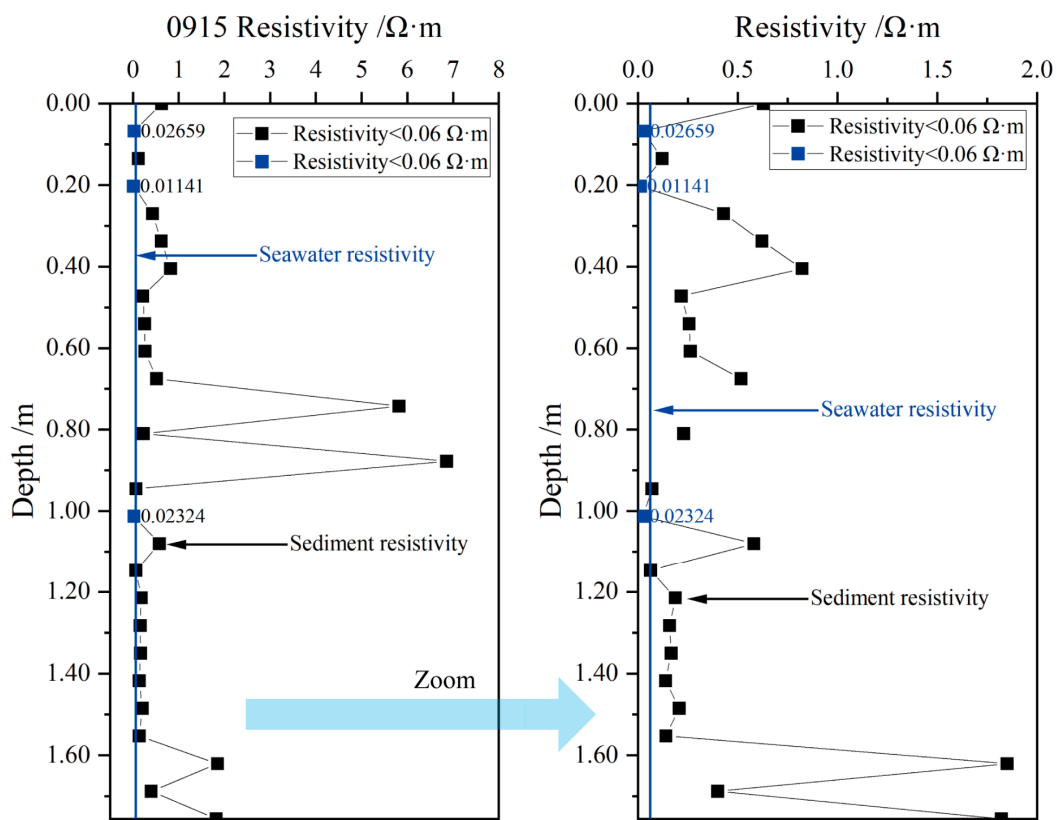 0915 Resistivity /Ω·m
0 1 2 3 4 5 6 7 8
0.00
0.20
0.40
0.60
0.80
1.00
1.20
1.40
1.60
Depth /m
Resistivity<0.06 Ω·m
Resistivity<0.06 Ω·m
0.02659
0.01141
Seawater resistivity
0.02324
Sediment resistivity
Zoom
Resistivity /Ω·m
0.0 0.5 1.0 1.5 2.0
0.00
0.20
0.40
0.60
0.80
1.00
1.20
1.40
1.60
Depth /m
Resistivity<0.06 Ω·m
Resistivity<0.06 Ω·m
0.02659
0.01141
Seawater resistivity
0.02324
Sediment resistivity